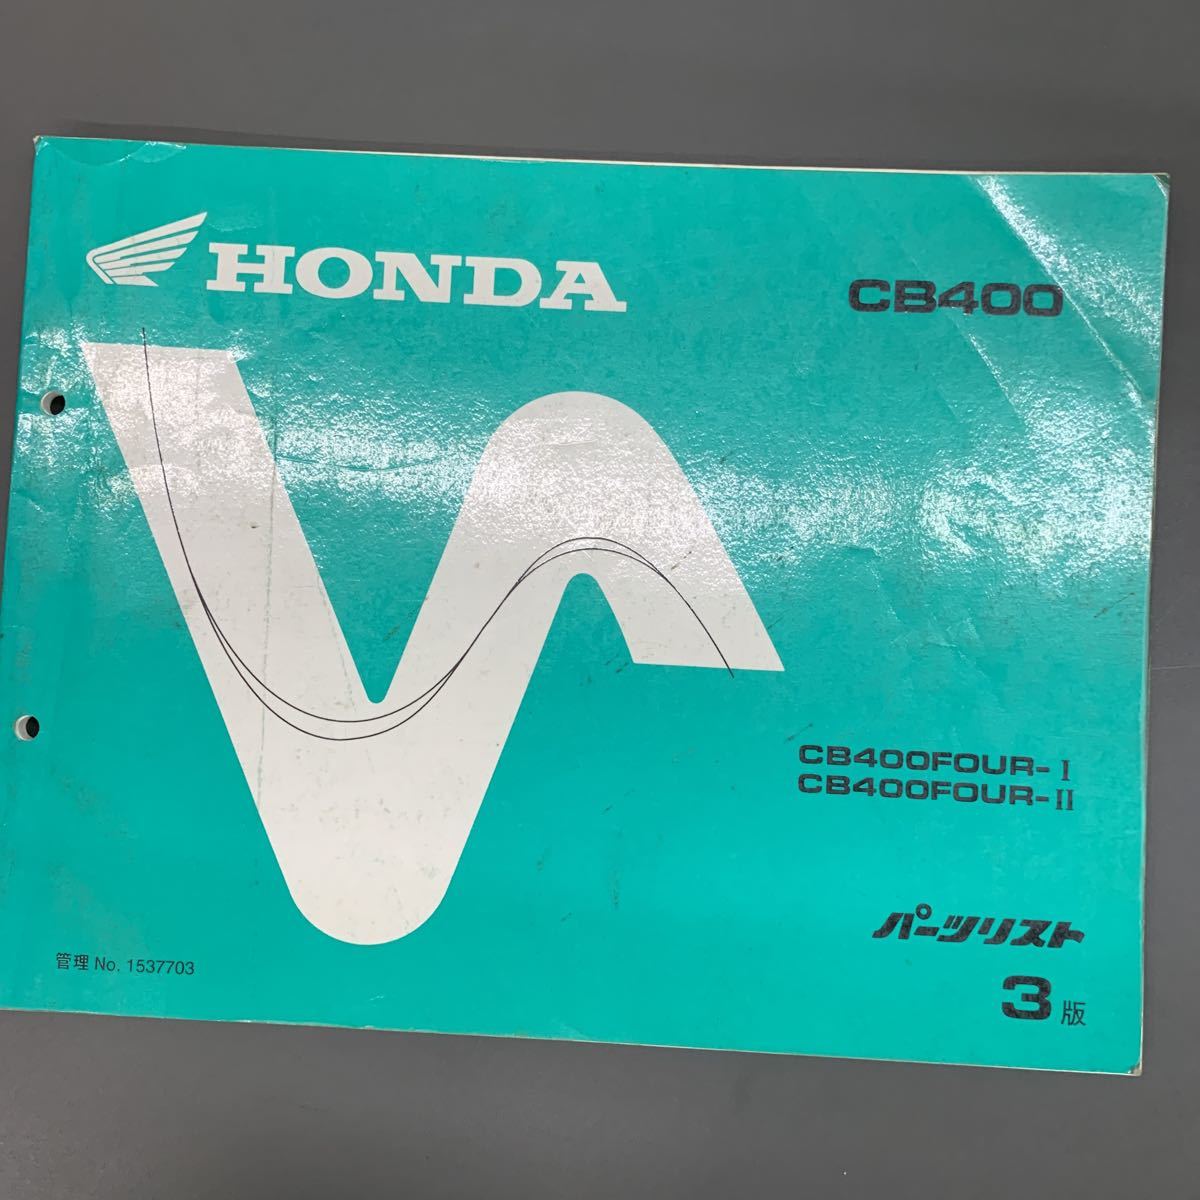 HONDA
CB400
CB400FOUR-I
CB400FOUR-II
パーツリスト
3版
管理 No. 1537703